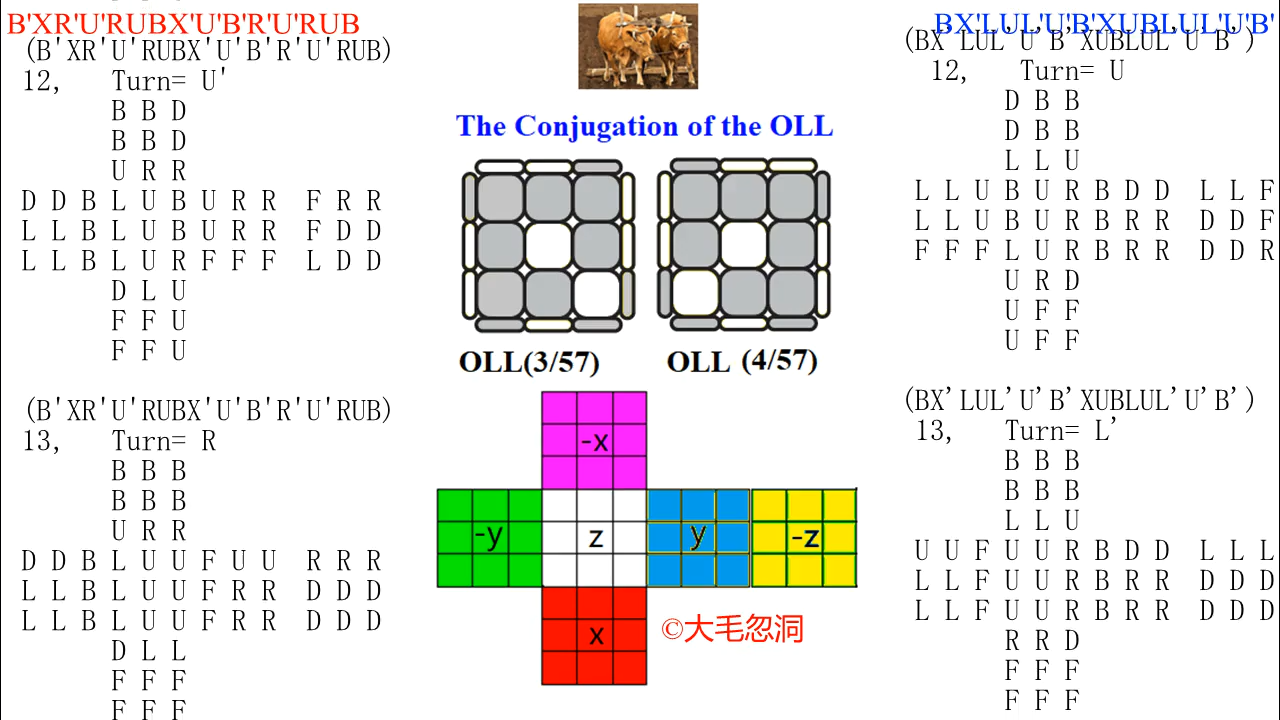 B'XR'U'RUBX'U'B'R'U'RUB
(B'XR'U'RUBX'U'B'R'U'RUB)
12, Turn= U'
B B D
B B D
U R R
D D B L U B U R R F R R
L L B L U B U R R F D D
L L B L U R F F F L D D
D L U
F F U
F F U
(B'XR'U'RUBX'U'B'R'U'RUB)
13, Turn= R
B B B
B B B
U R R
D D B L U U F U U R R R
L L B L U U F R R D D D
L L B L U U F R R D D D
D L L
F F F
F F F
The Conjugation of the OLL
OLL(3/57)
OLL (4/57)
-x
-y z y -z
x
©大毛忽洞
BX'LUL'U'B'XUBLUL'U'B'
(BX'LUL'U'B'XUBLUL'U'B')
12, Turn= U
D B B
D B B
L L U
L L U B U R B D D L L F
L L U B U R B R R D D F
F F F L U R B R R D D R
U R D
U F F
U F F
(BX'LUL'U'B'XUBLUL'U'B')
13, Turn= L'
B B B
B B B
L L U
U U F U U R B D D L L L
L L F U U R B R R D D D
L L F U U R B R R D D D
R R D
F F F
F F F